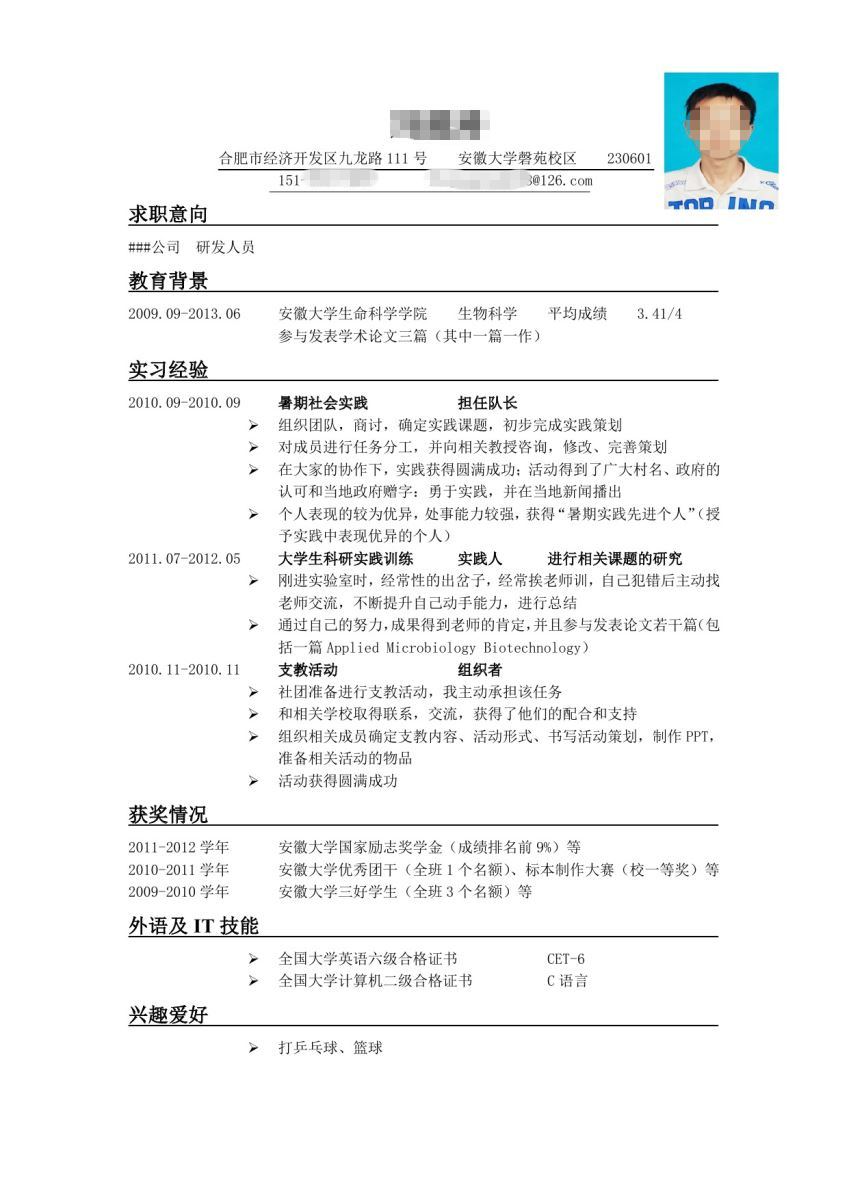 合肥市经济开发区九龙路 111 号 安徽大学磬苑校区 230601
151- 3@126.com
求职意向
###公司 研发人员
教育背景
2009.09-2013.06 安徽大学生命科学学院 生物科学 平均成绩 3.41/4
参与发表学术论文三篇（其中一篇一作）
实习经验
2010.09-2010.09 暑期社会实践 担任队长
➢ 组织团队，商讨，确定实践课题，初步完成实践策划
➢ 对成员进行任务分工，并向相关教授咨询，修改、完善策划
➢ 在大家的协作下，实践获得圆满成功；活动得到了广大村名、政府的
认可和当地政府赠字：勇于实践，并在当地新闻播出
➢ 个人表现的较为优异，处事能力较强，获得“暑期实践先进个人”（授
予实践中表现优异的个人）
2011.07-2012.05 大学生科研实践训练 实践人 进行相关课题的研究
➢ 刚进实验室时，经常性的出岔子，经常挨老师训，自己犯错后主动找
老师交流，不断提升自己动手能力，进行总结
➢ 通过自己的努力，成果得到老师的肯定，并且参与发表论文若干篇（包
括一篇 Applied Microbiology Biotechnology）
2010.11-2010.11 支教活动 组织者
➢ 社团准备进行支教活动，我主动承担该任务
➢ 和相关学校取得联系，交流，获得了他们的配合和支持
➢ 组织相关成员确定支教内容、活动形式、书写活动策划，制作 PPT，
准备相关活动的物品
➢ 活动获得圆满成功
获奖情况
2011-2012 学年 安徽大学国家励志奖学金（成绩排名前 9%）等
2010-2011 学年 安徽大学优秀团干（全班 1 个名额）、标本制作大赛（校一等奖）等
2009-2010 学年 安徽大学三好学生（全班 3 个名额）等
外语及 IT 技能
➢ 全国大学英语六级合格证书 CET-6
➢ 全国大学计算机二级合格证书 C 语言
兴趣爱好
➢ 打乒乓球、篮球